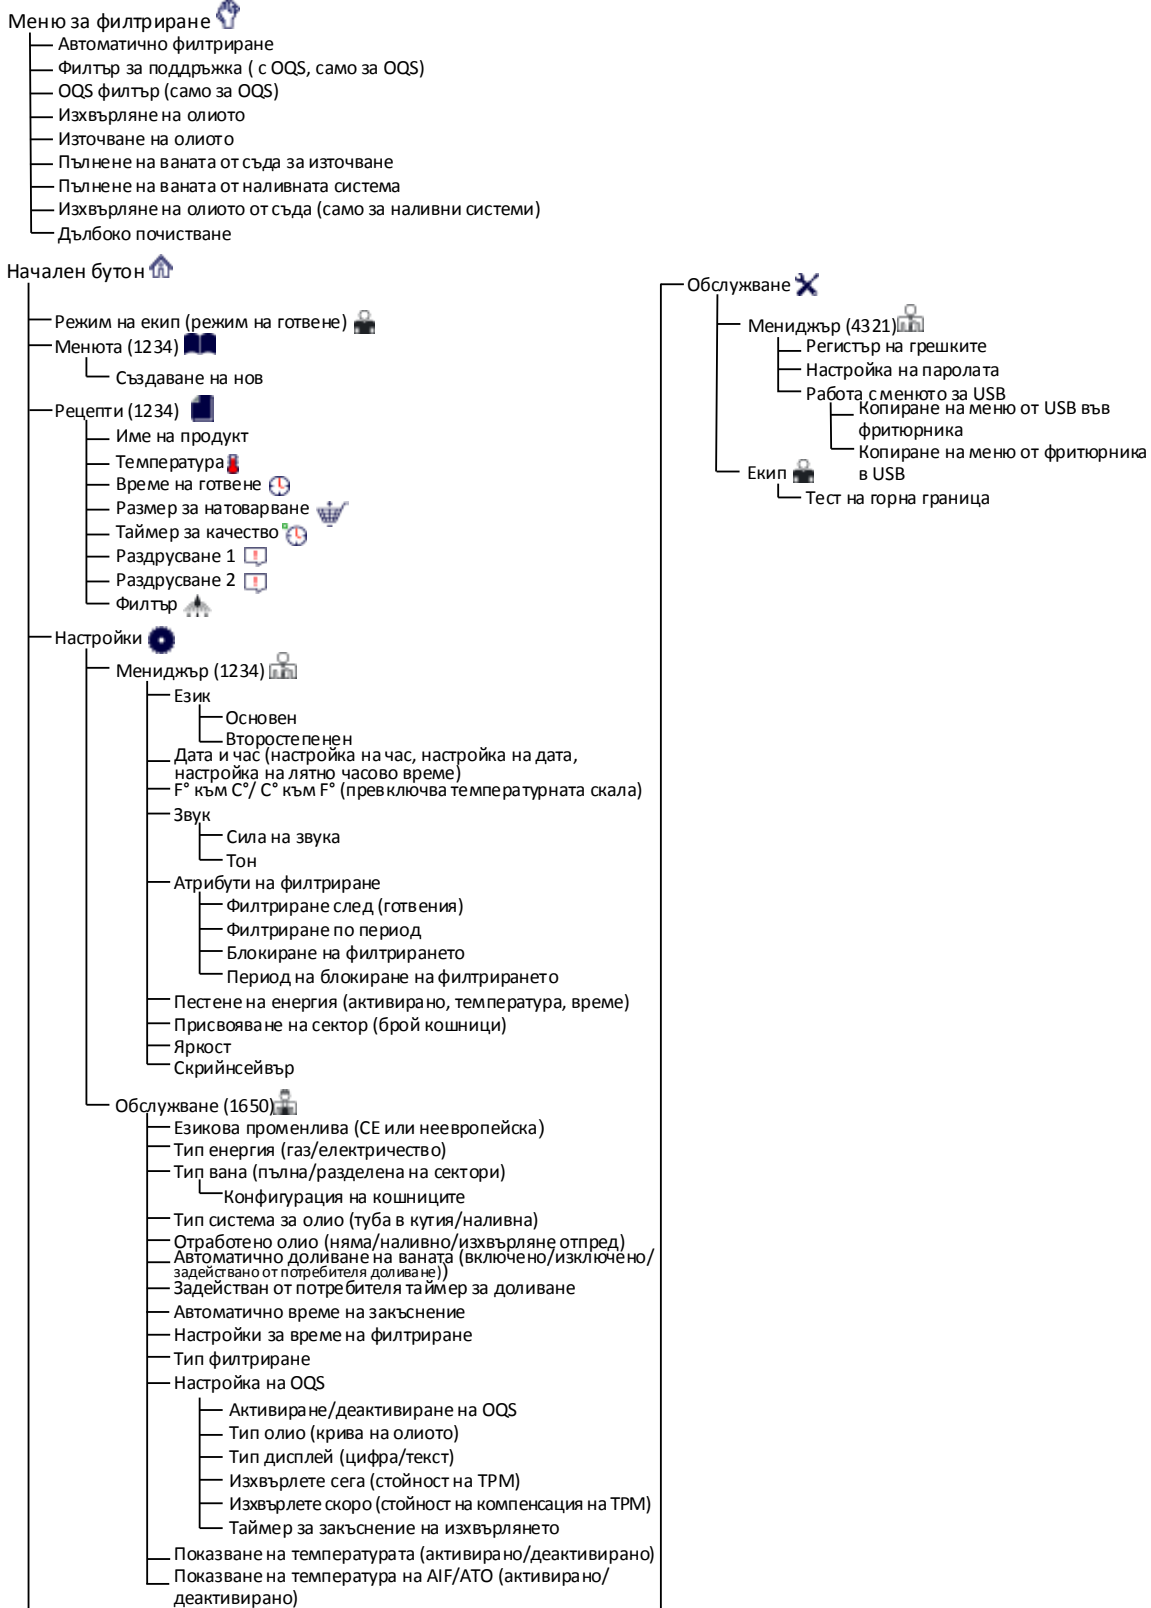 Меню за филтриране
Автоматично филтриране
Филтър за поддръжка ( с OQS, само за OQS)
OQS филтър (само за OQS)
Изхвърляне на олиото
Източване на олиото
Пълнене на ваната от съда за източване
Пълнене на ваната от наливната система
Изхвърляне на олиото от съда (само за наливни системи)
Дълбоко почистване
Начален бутон
Режим на екип (режим на готвене)
Менюта (1234)
Създаване на нов
Рецепти (1234)
Име на продукт
Температура
Време на готвене
Размер за натоварване
Таймер за качество
Раздрусване 1
Раздрусване 2
Филтър
Настройки
Мениджър (1234)
Език
Основен
Второстепенен
Дата и час (настройка на час, настройка на дата,
настройка на лятно часово време)
F° към C°/ C° към F° (превключва температурната скала)
Звук
Сила на звука
Тон
Атрибути на филтриране
Филтриране след (готвения)
Филтриране по период
Блокиране на филтрирането
Период на блокиране на филтрирането
Пестене на енергия (активирано, температура, време)
Присвояване на сектор (брой кошници)
Яркост
Скрийнсейвър
Обслужване (1650)
Езикова променлива (CE или неевропейска)
Тип енергия (газ/електричество)
Тип вана (пълна/разделена на сектори)
Конфигурация на кошниците
Тип система за олио (туба в кутия/наливна)
Отработено олио (няма/наливно/изхвърляне отпред)
Автоматично доливане на ваната (включено/изключено/
задействано от потребителя доливане))
Задействан от потребителя таймер за доливане
Автоматично време на закъснение
Настройки за време на филтриране
Тип филтриране
Настройка на OQS
Активиране/деактивиране на OQS
Тип олио (крива на олиото)
Тип дисплей (цифра/текст)
Изхвърлете сега (стойност на TPM)
Изхвърлете скоро (стойност на компенсация на TPM)
Таймер за закъснение на изхвърлянето
Показване на температурата (активирано/деактивирано)
Показване на температура на AIF/ATO (активирано/
деактивирано)
Обслужване
Мениджър (4321)
Регистър на грешките
Настройка на паролата
Работа с менюто за USB
Копиране на меню от USB във
фритюрника
Копиране на меню от фритюрника
в USB
Екип
Тест на горна граница